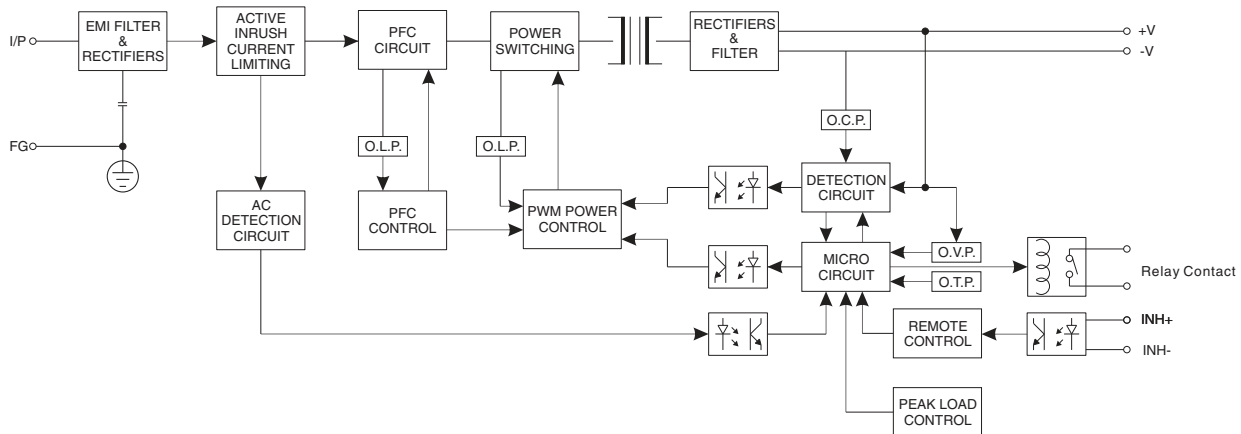 I/P
EMI FILTER
&
RECTIFIERS
ACTIVE
INRUSH
CURRENT
LIMITING
PFC
CIRCUIT
POWER
SWITCHING
RECTIFIERS
&
FILTER
+V
-V
FG
O.L.P.
O.L.P.
O.C.P.
AC
DETECTION
CIRCUIT
PFC
CONTROL
PWM POWER
CONTROL
DETECTION
CIRCUIT
MICRO
CIRCUIT
O.V.P.
O.T.P.
Relay Contact
REMOTE
CONTROL
INH+
INH-
PEAK LOAD
CONTROL